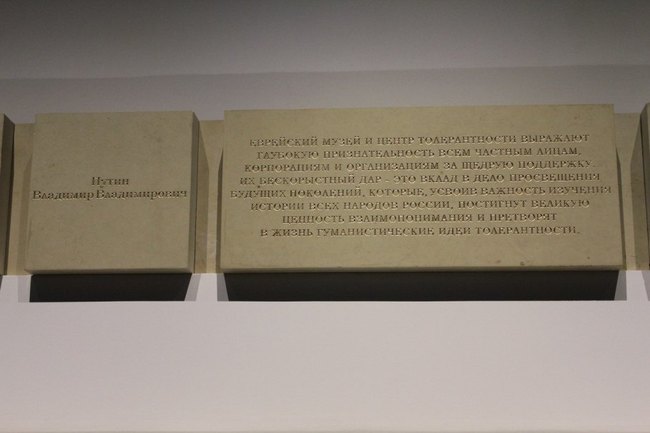 Путин
Владимир Владимирович
ЕВРЕЙСКИЙ МУЗЕЙ И ЦЕНТР ТОЛЕРАНТНОСТИ ВЫРАЖАЮТ
ГЛУБОКУЮ ПРИЗНАТЕЛЬНОСТЬ ВСЕМ ЧАСТНЫМ ЛИЦАМ,
КОРПОРАЦИЯМ И ОРГАНИЗАЦИЯМ ЗА ЩЕДРУЮ ПОДДЕРЖКУ.
ИХ БЕСКОРЫСТНЫЙ ДАР – ЭТО ВКЛАД В ДЕЛО ПРОСВЕЩЕНИЯ
БУДУЩИХ ПОКОЛЕНИЙ, КОТОРЫЕ, УСВОИВ ВАЖНОСТЬ ИЗУЧЕНИЯ
ИСТОРИИ ВСЕХ НАРОДОВ РОССИИ, ПОСТИГНУТ ВЕЛИКУЮ
ЦЕННОСТЬ ВЗАИМОПОНИМАНИЯ И ПРЕТВОРЯТ
В ЖИЗНЬ ГУМАНИСТИЧЕСКИЕ ИДЕИ ТОЛЕРАНТНОСТИ.